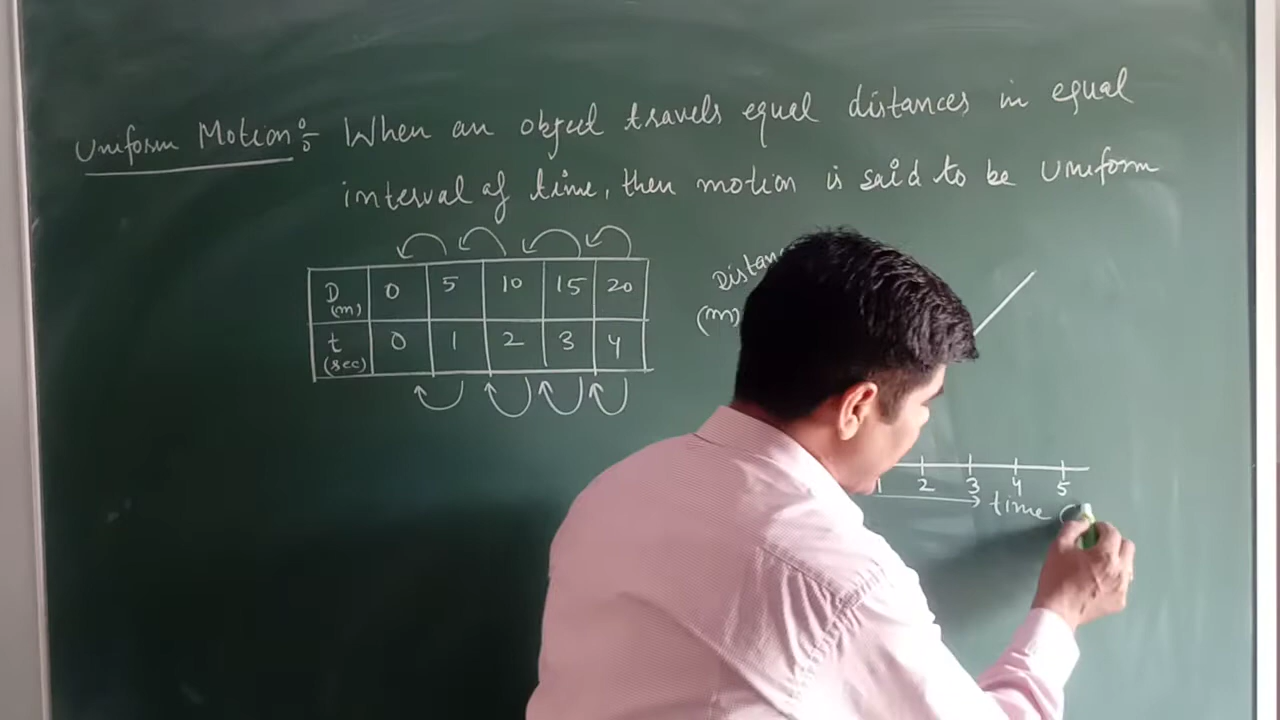 Uniform Motion:- When an object travels equal distances in equal
interval of time, then motion is said to be uniform
D (m) 0 5 10 15 20
t (sec) 0 1 2 3 4
(m)
1 2 3 4 5
time (